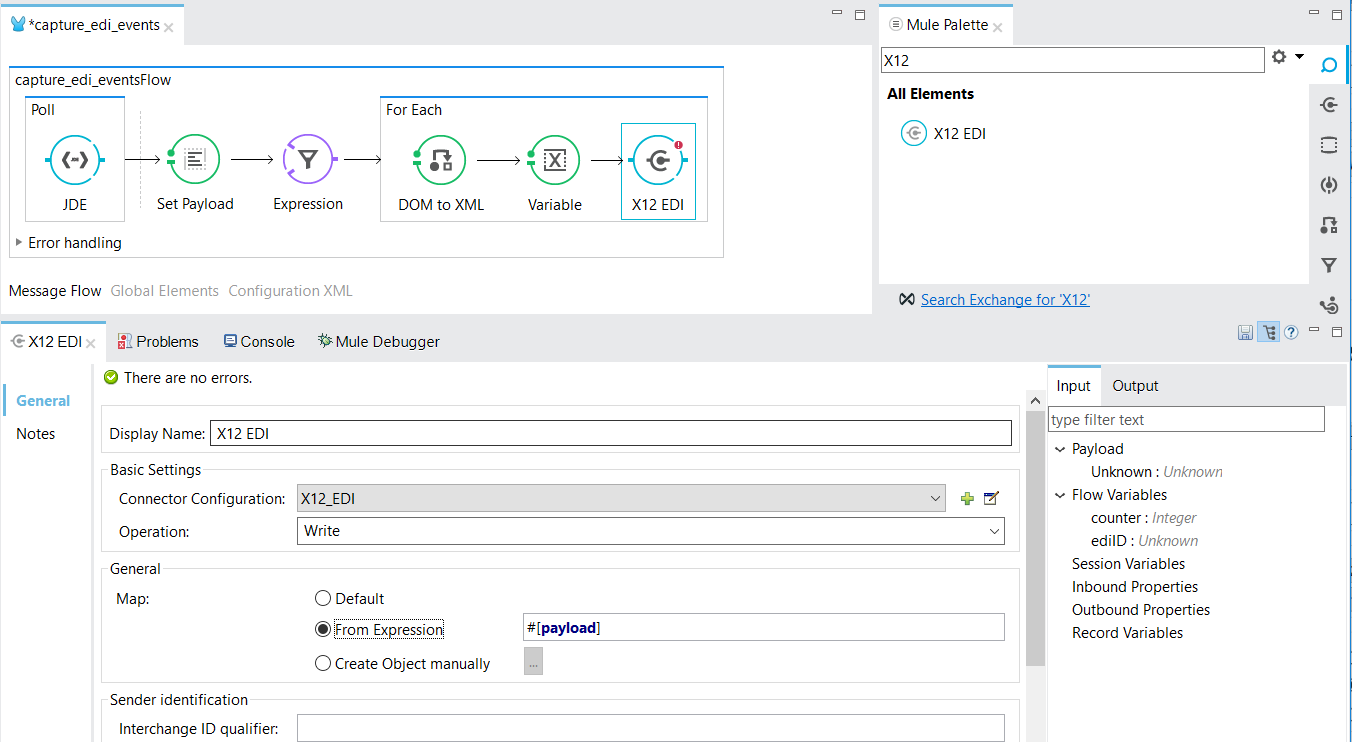 *capture_edi_events
capture_edi_eventsFlow
Poll
For Each
JDE
Set Payload
Expression
DOM to XML
Variable
X12 EDI
Error handling
Message Flow Global Elements Configuration XML
Mule Palette
X12
All Elements
X12 EDI
Search Exchange for 'X12'
X12 EDI Problems Console Mule Debugger
General
Notes
There are no errors.
Display Name: X12 EDI
Basic Settings
Connector Configuration: X12_EDI
Operation: Write
General
Map: Default
From Expression #[payload]
Create Object manually ...
Sender identification
Interchange ID qualifier:
Input Output
type filter text
Payload
Unknown : Unknown
Flow Variables
counter : Integer
ediID : Unknown
Session Variables
Inbound Properties
Outbound Properties
Record Variables